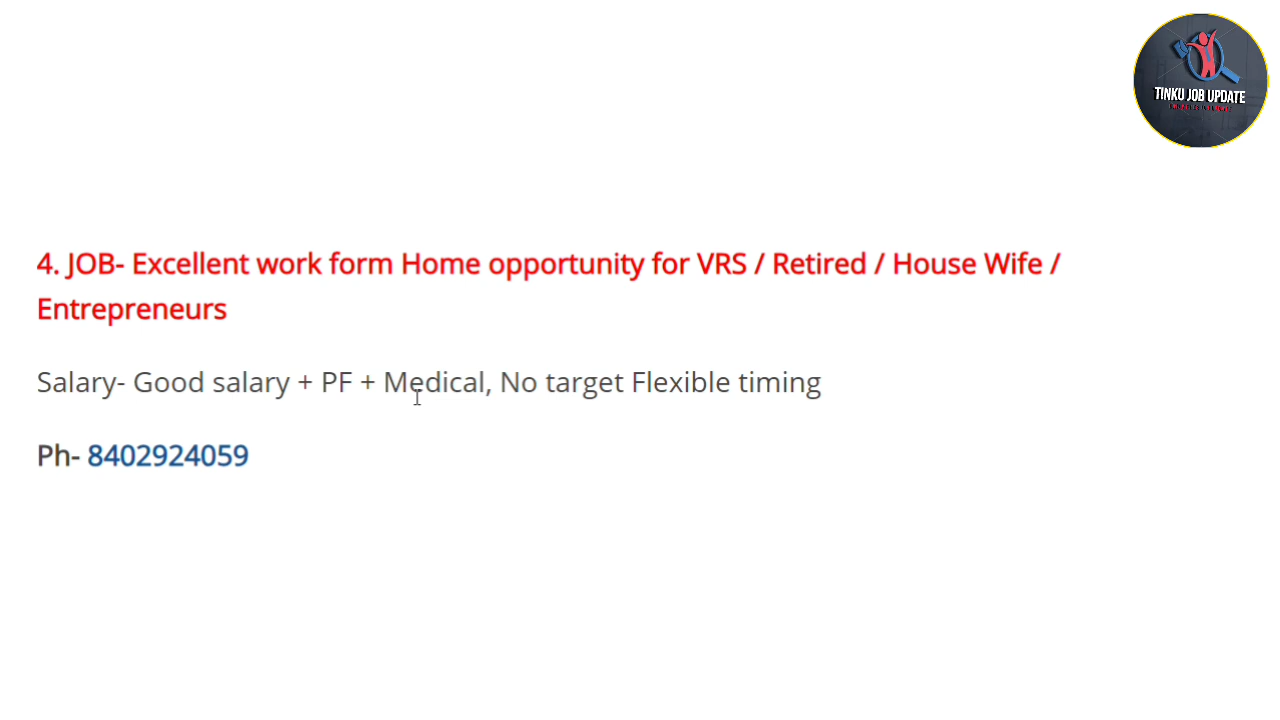 TINKU JOB UPDATE
4. JOB- Excellent work form Home opportunity for VRS / Retired / House Wife /
Entrepreneurs
Salary- Good salary + PF + Medical, No target Flexible timing
Ph- 8402924059